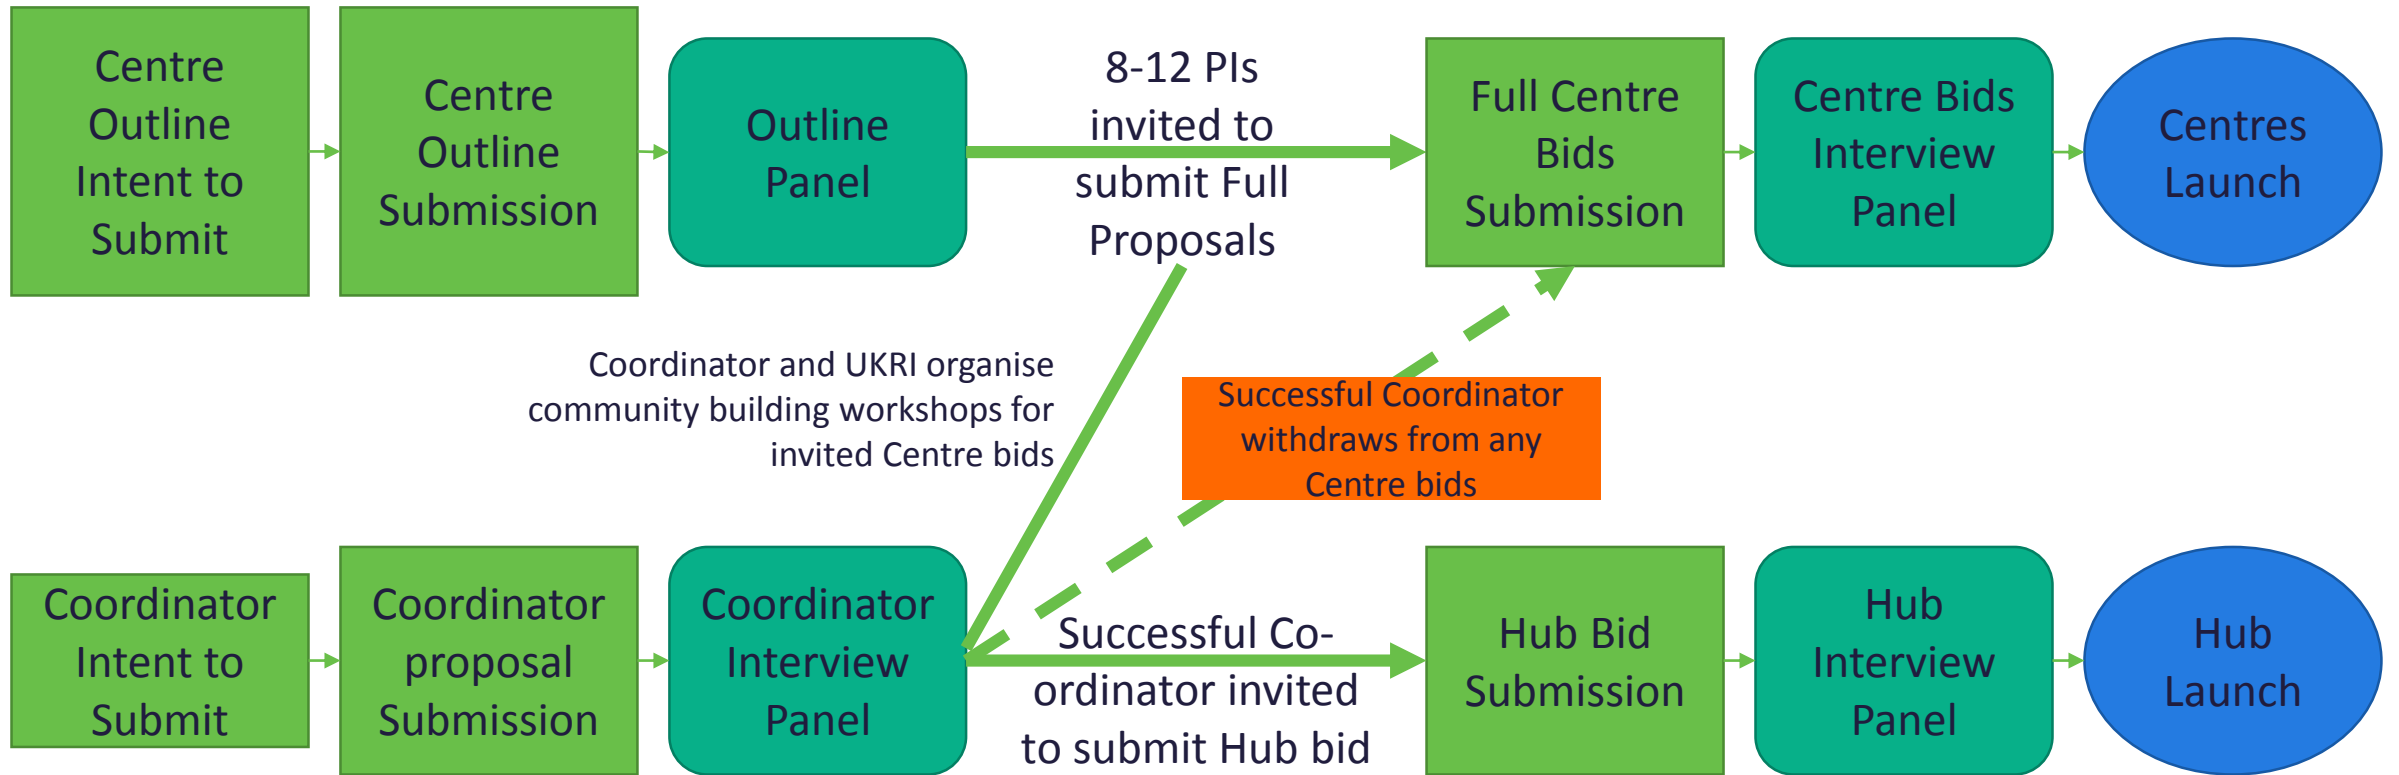 Centre
Outline
Intent to
Submit
Centre
Outline
Submission
Outline
Panel
8-12 PIs
invited to
submit Full
Proposals
Full Centre
Bids
Submission
Centre Bids
Interview
Panel
Centres
Launch
Coordinator and UKRI organise
community building workshops for
invited Centre bids
Successful Coordinator
withdraws from any
Centre bids
Coordinator
Intent to
Submit
Coordinator
proposal
Submission
Coordinator
Interview
Panel
Successful Co-
ordinator invited
to submit Hub bid
Hub Bid
Submission
Hub
Interview
Panel
Hub
Launch